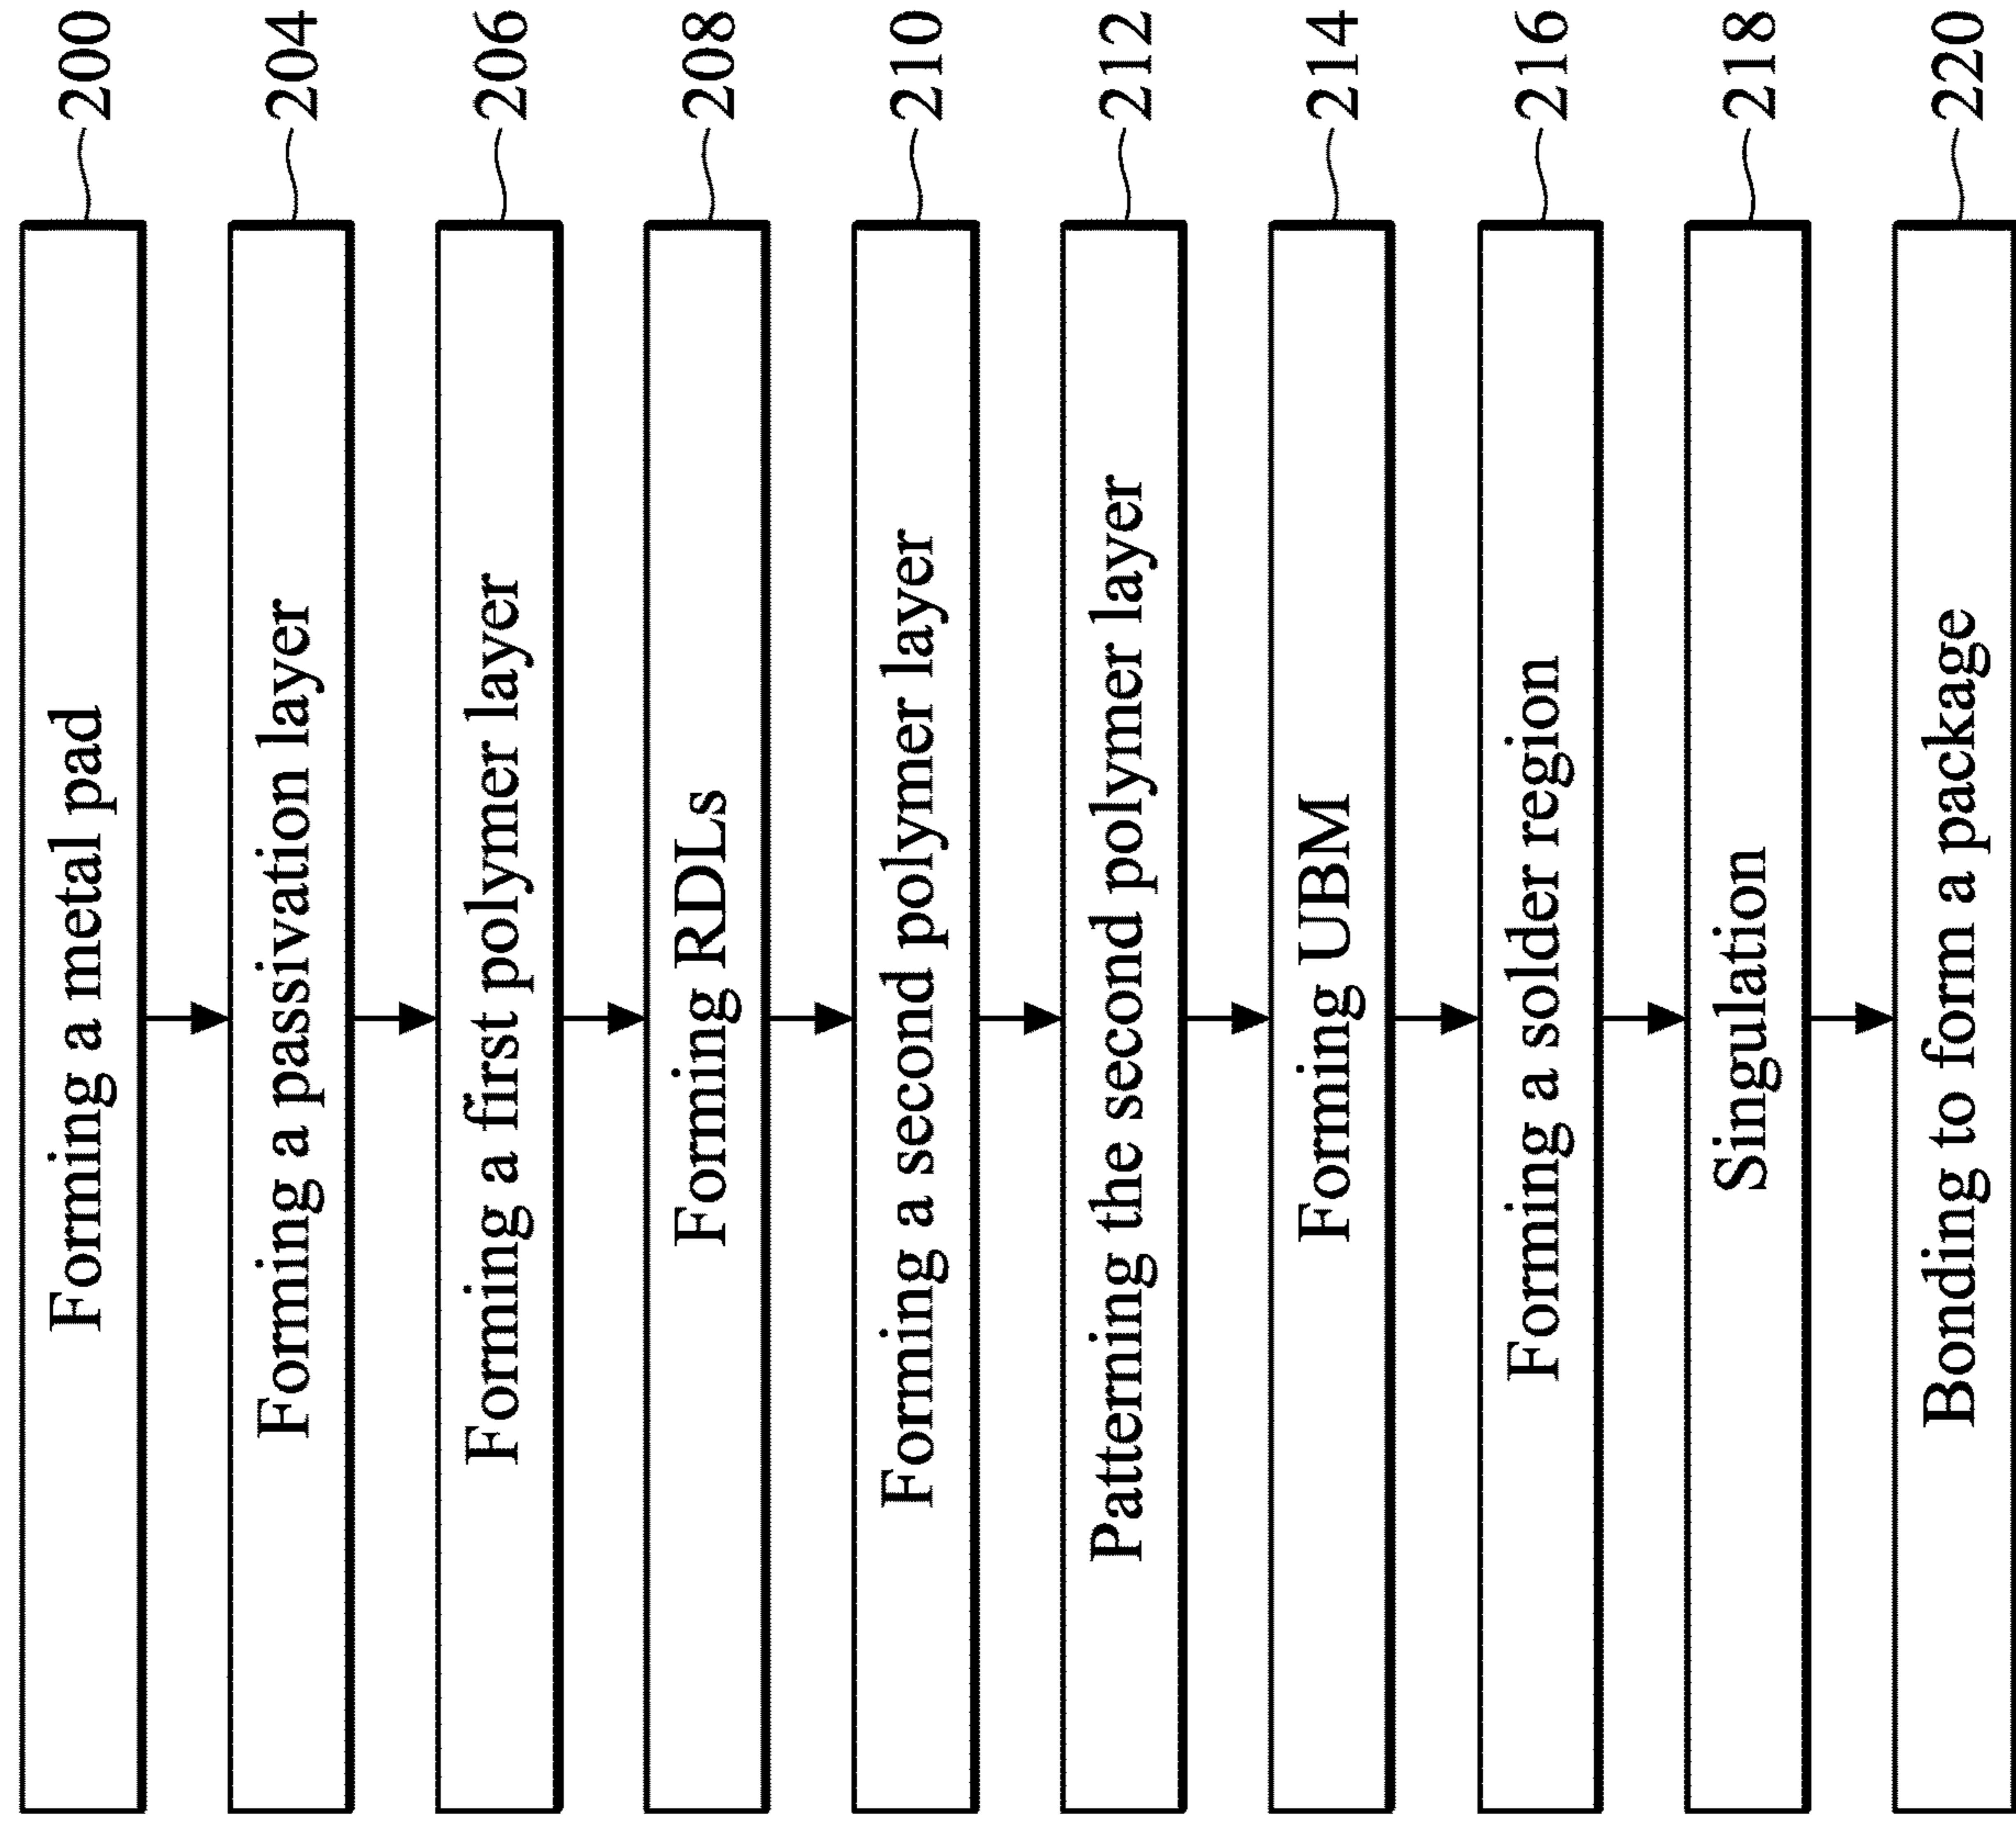 Forming a metal pad 200
Forming a passivation layer 204
Forming a first polymer layer 206
Forming RDLs 208
Forming a second polymer layer 210
Patterning the second polymer layer 212
Forming UBM 214
Forming a solder region 216
Singulation 218
Bonding to form a package 220